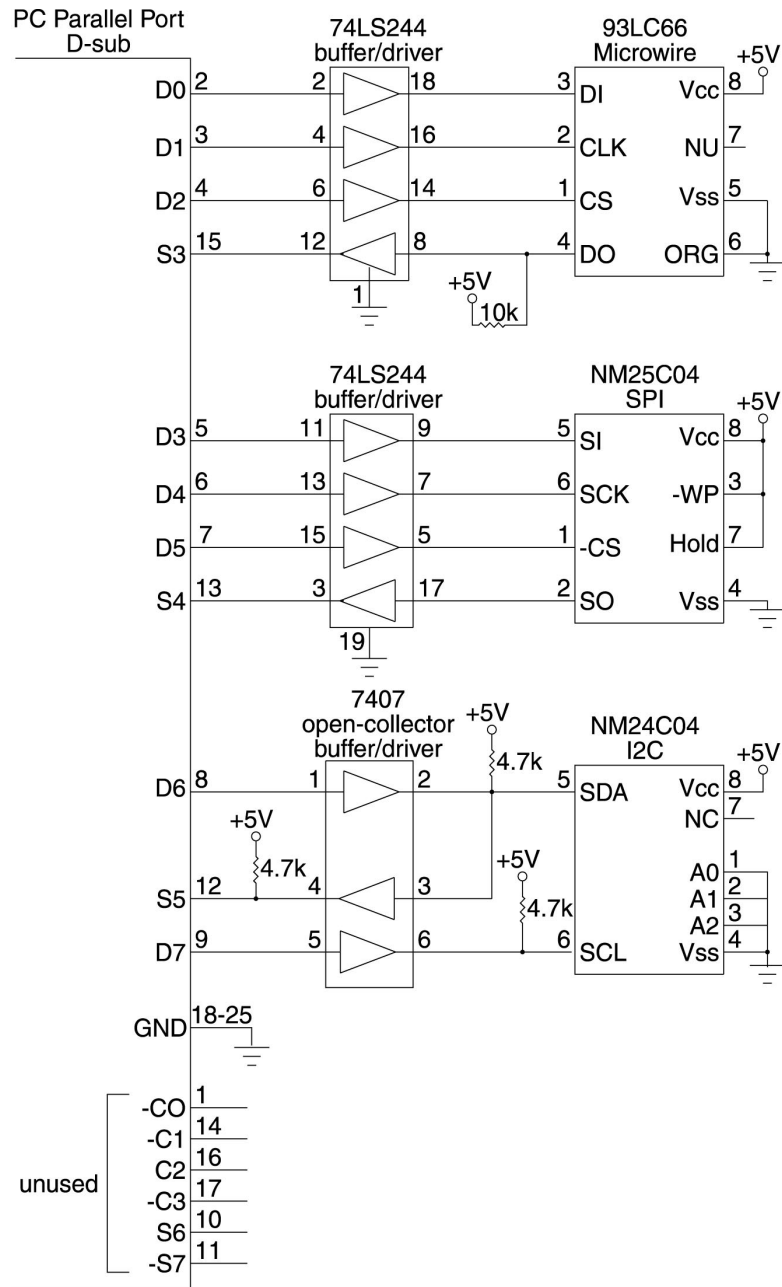 PC Parallel Port
D-sub
74LS244
buffer/driver
93LC66
Microwire
+5V
D0 2 2 18 3 DI Vcc 8
D1 3 4 16 2 CLK NU 7
D2 4 6 14 1 CS Vss 5
S3 15 12 8 4 DO ORG 6
1
+5V
10k
74LS244
buffer/driver
NM25C04
SPI
+5V
D3 5 11 9 5 SI Vcc 8
D4 6 13 7 6 SCK -WP 3
D5 7 15 5 1 -CS Hold 7
S4 13 3 17 2 SO Vss 4
19
7407
open-collector
buffer/driver
+5V
4.7k
NM24C04
I2C
+5V
D6 8 1 2 5 SDA Vcc 8
NC 7
+5V
4.7k
+5V
4.7k
A0 1
S5 12 4 3 A1 2
A2 3
D7 9 5 6 6 SCL Vss 4
GND 18-25
unused
-CO 1
-C1 14
C2 16
-C3 17
S6 10
-S7 11